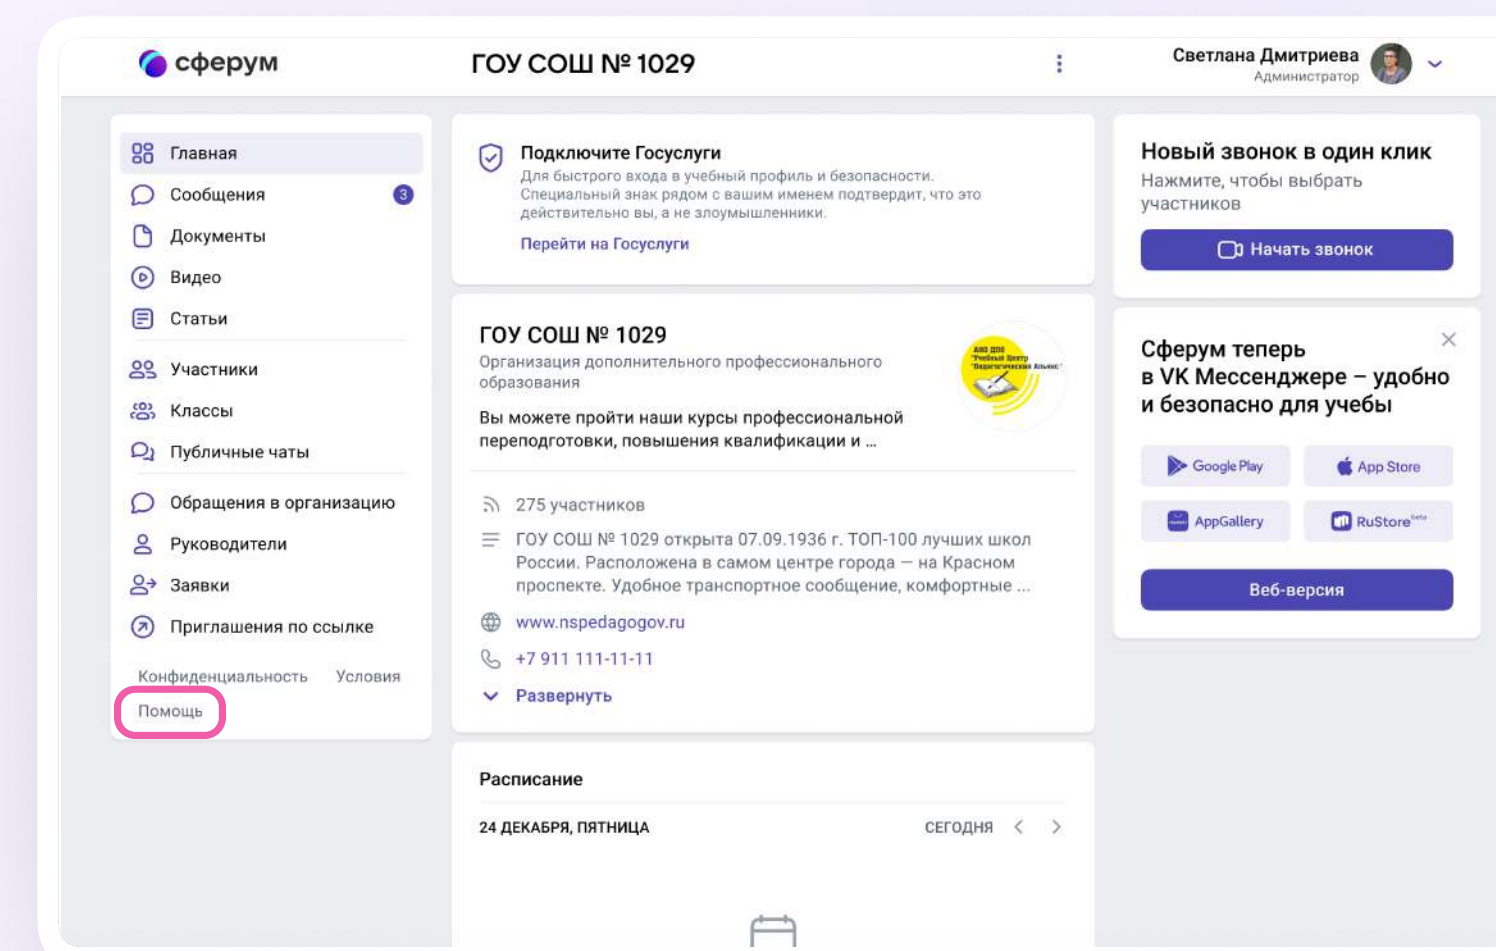 сферум
ГОУ СОШ № 1029
Светлана Дмитриева
Администратор
Главная
Сообщения 3
Документы
Видео
Статьи
Участники
Классы
Публичные чаты
Обращения в организацию
Руководители
Заявки
Приглашения по ссылке
Конфиденциальность Условия
Помощь
Подключите Госуслуги
Для быстрого входа в учебный профиль и безопасности.
Специальный знак рядом с вашим именем подтвердит, что это
действительно вы, а не злоумышленники.
Перейти на Госуслуги
ГОУ СОШ № 1029
Организация дополнительного профессионального
образования
Вы можете пройти наши курсы профессиональной
переподготовки, повышения квалификации и ...
АНО ДПО
"Учебный Центр
"Педагогический Альянс"
275 участников
ГОУ СОШ № 1029 открыта 07.09.1936 г. ТОП-100 лучших школ
России. Расположена в самом центре города — на Красном
проспекте. Удобное транспортное сообщение, комфортные ...
www.nspedagogov.ru
+7 911 111-11-11
Развернуть
Расписание
24 ДЕКАБРЯ, ПЯТНИЦА
СЕГОДНЯ
Новый звонок в один клик
Нажмите, чтобы выбрать
участников
Начать звонок
Сферум теперь
в VK Мессенджере – удобно
и безопасно для учебы
Google Play
App Store
AppGallery
RuStore beta
Веб-версия